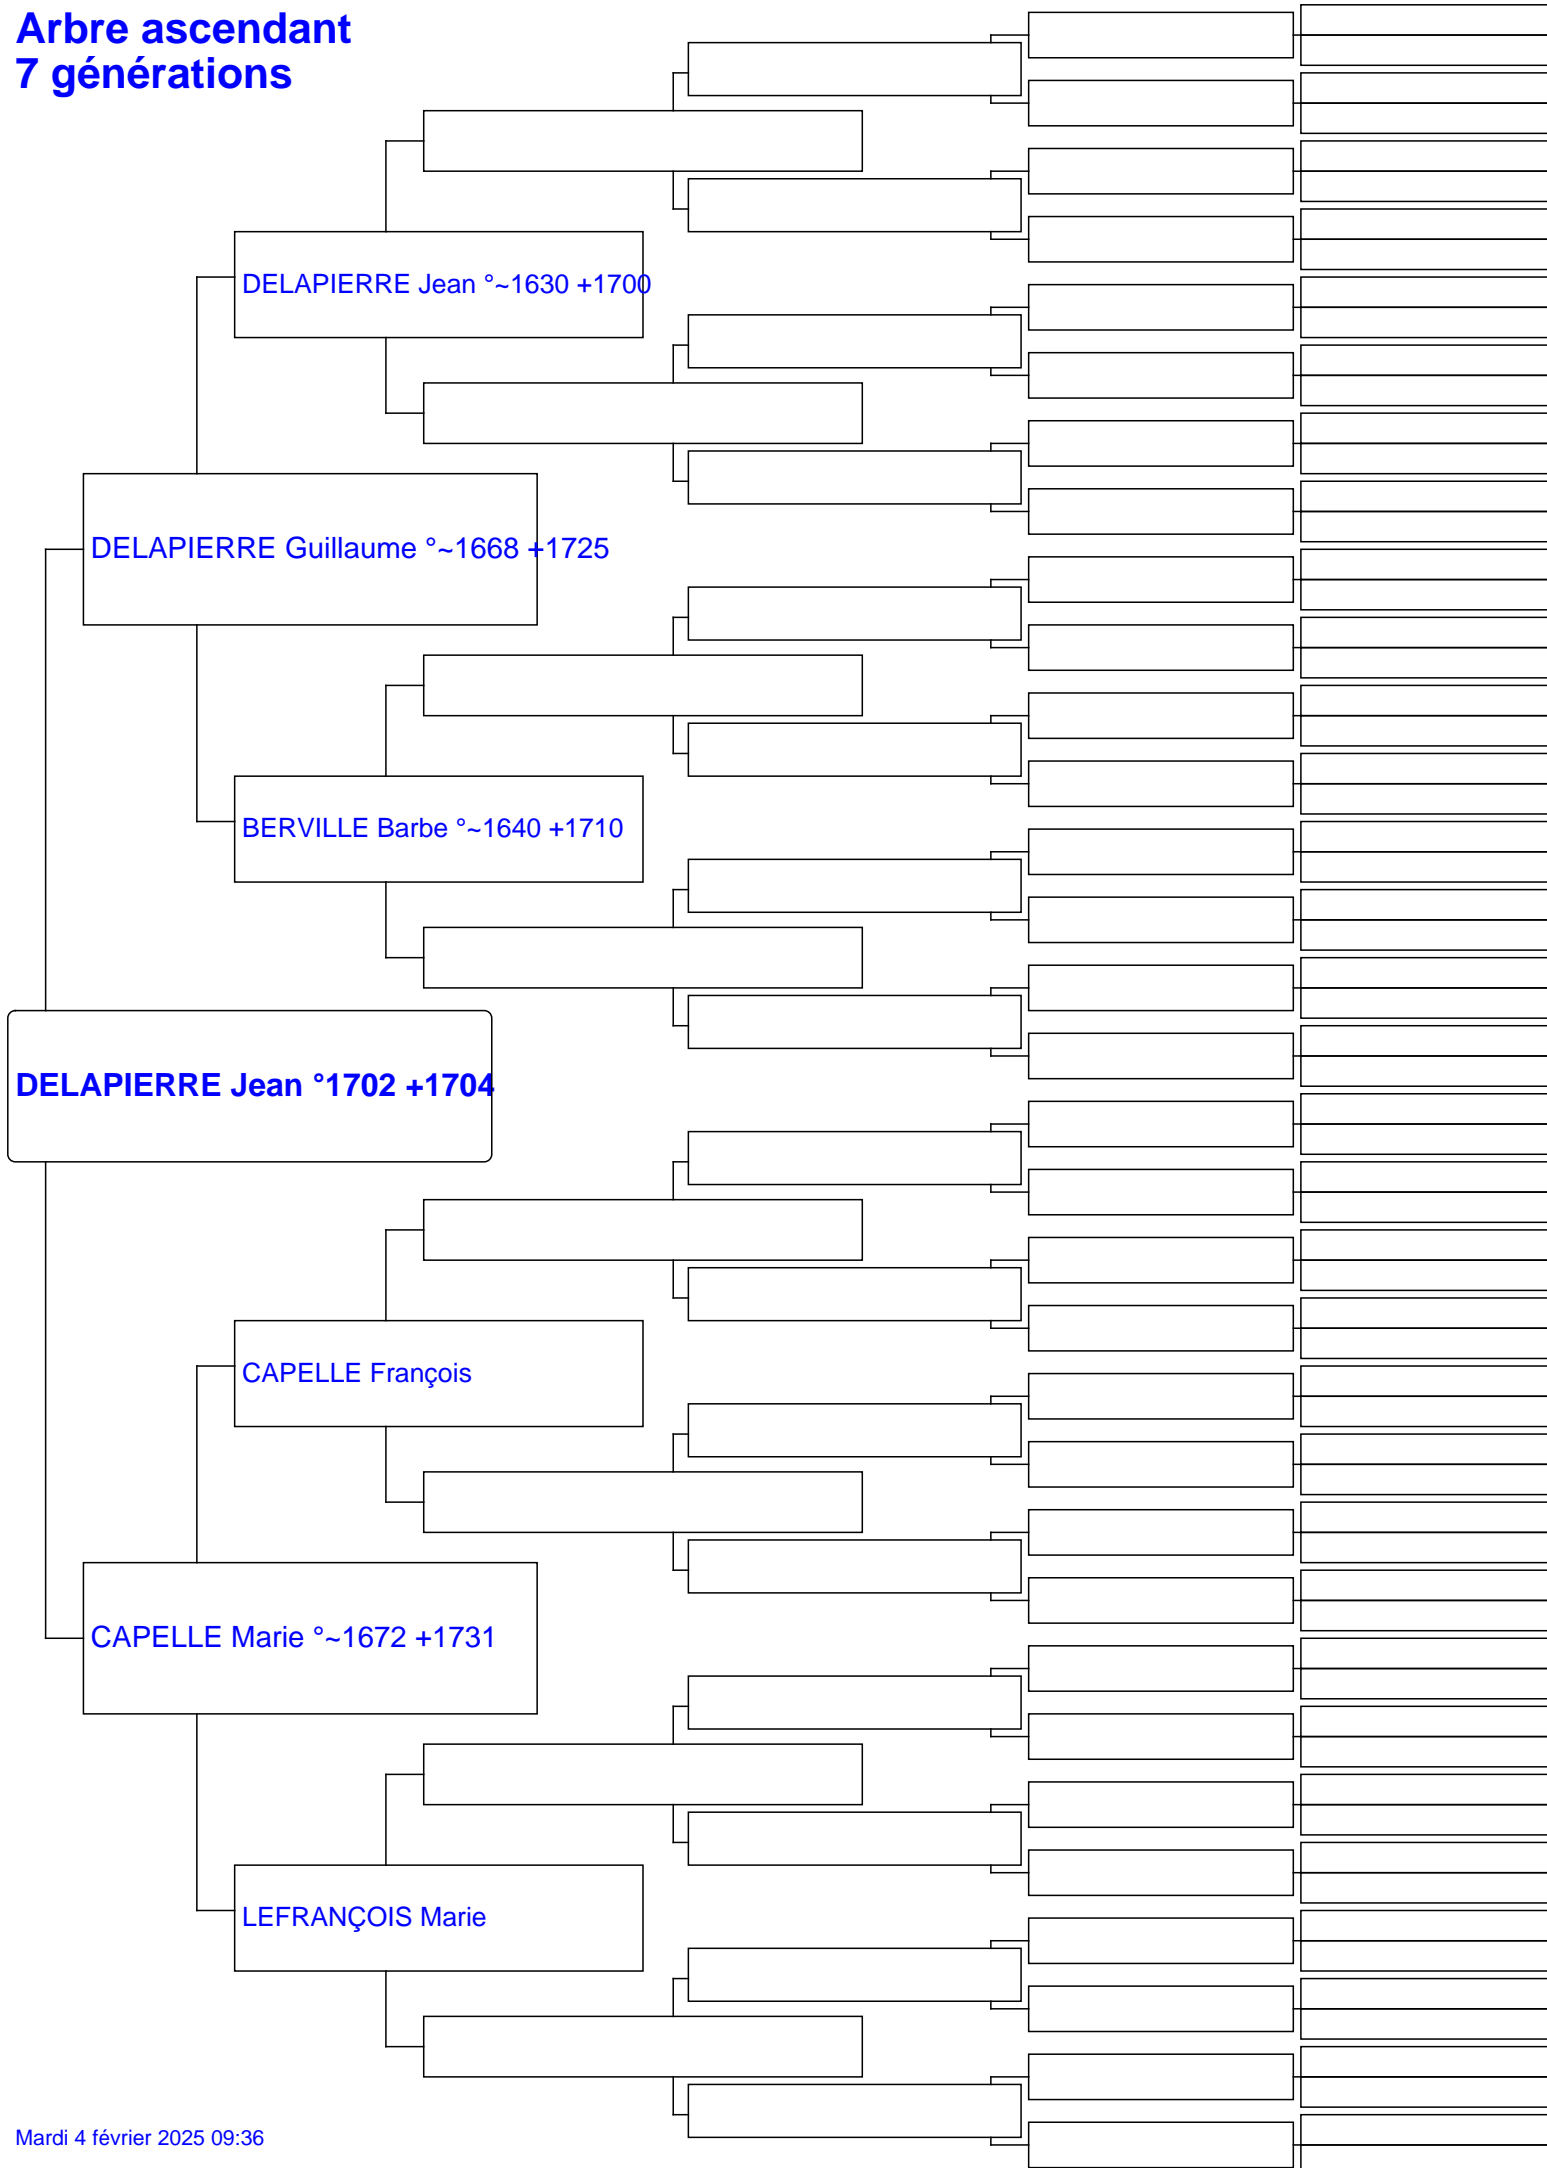 Arbre ascendant
7 générations
DELAPIERRE Jean °~1630 +1700
DELAPIERRE Guillaume °~1668 +1725
BERVILLE Barbe °~1640 +1710
DELAPIERRE Jean °1702 +1704
CAPELLE François
CAPELLE Marie °~1672 +1731
LEFRANÇOIS Marie
Mardi 4 février 2025 09:36